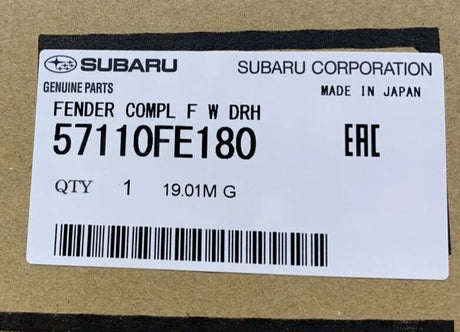 SUBARU SUBARU CORPORATION
GENUINE PARTS MADE IN JAPAN
FENDER COMPL F W DRH
57110FE180 EAC
QTY 1 19.01M G